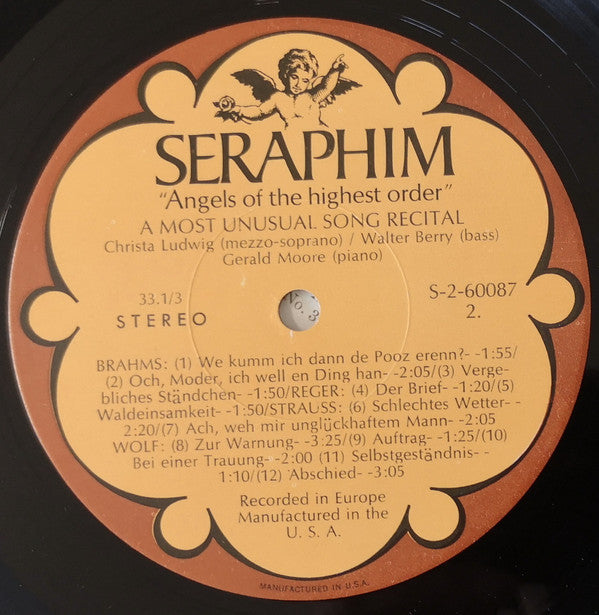 SERAPHIM
"Angels of the highest order"
A MOST UNUSUAL SONG RECITAL
Christa Ludwig (mezzo-soprano) / Walter Berry (bass)
Gerald Moore (piano)
33.1/3
STEREO
No. 3
S-2-60087
2.
BRAHMS: (1) We kumm ich dann de Pooz erenn?- -1:55/
(2) Och, Moder, ich well en Ding han- -2:05/(3) Verge-
bliches Ständchen- -1:50/REGER: (4) Der Brief- -1:20/(5)
Waldeinsamkeit- -1:50/STRAUSS: (6) Schlechtes Wetter- -
2:20/(7) Ach, weh mir unglückhaftem Mann- -2:05
WOLF: (8) Zur Warnung- -3:25/(9) Auftrag- -1:25/(10)
Bei einer Trauung- -2:00 (11) Selbstgeständnis- -
1:10/(12) Abschied- -3:05
Recorded in Europe
Manufactured in the
U. S. A.
MANUFACTURED IN U.S.A.